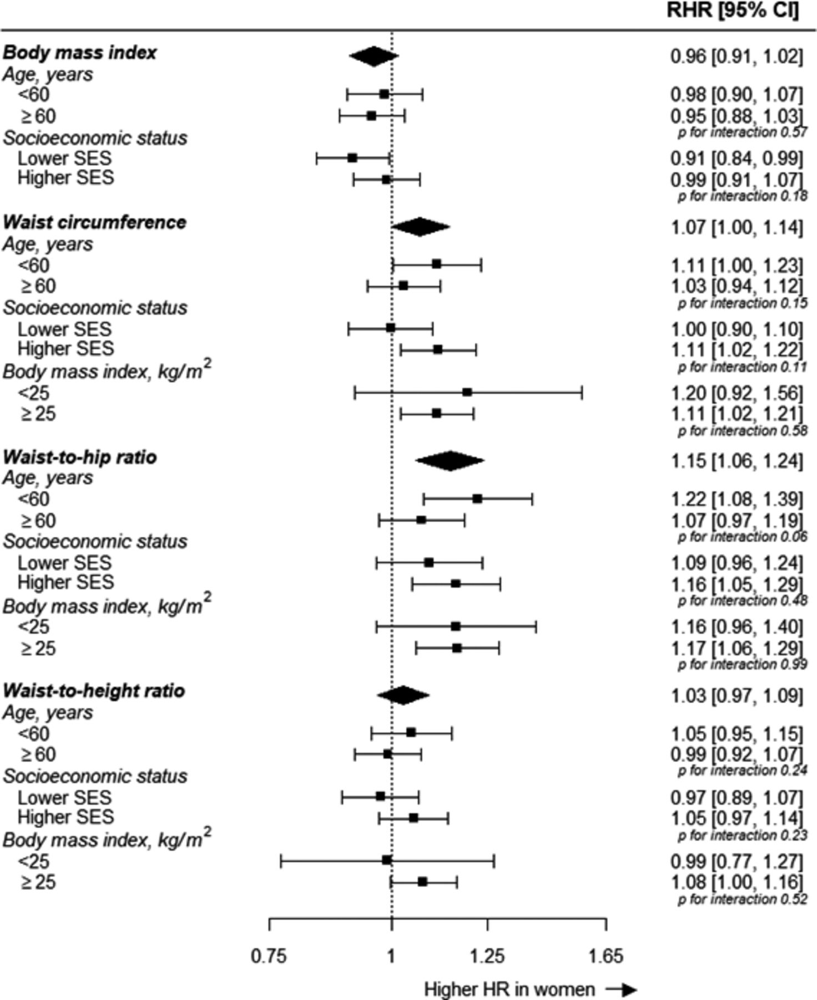 RHR [95% CI]
Body mass index 0.96 [0.91, 1.02]
Age, years
<60 0.98 [0.90, 1.07]
≥60 0.95 [0.88, 1.03]
p for interaction 0.57
Socioeconomic status
Lower SES 0.91 [0.84, 0.99]
Higher SES 0.99 [0.91, 1.07]
p for interaction 0.18
Waist circumference 1.07 [1.00, 1.14]
Age, years
<60 1.11 [1.00, 1.23]
≥60 1.03 [0.94, 1.12]
p for interaction 0.15
Socioeconomic status
Lower SES 1.00 [0.90, 1.10]
Higher SES 1.11 [1.02, 1.22]
p for interaction 0.11
Body mass index, kg/m²
<25 1.20 [0.92, 1.56]
≥25 1.11 [1.02, 1.21]
p for interaction 0.58
Waist-to-hip ratio 1.15 [1.06, 1.24]
Age, years
<60 1.22 [1.08, 1.39]
≥60 1.07 [0.97, 1.19]
p for interaction 0.06
Socioeconomic status
Lower SES 1.09 [0.96, 1.24]
Higher SES 1.16 [1.05, 1.29]
p for interaction 0.48
Body mass index, kg/m²
<25 1.16 [0.96, 1.40]
≥25 1.17 [1.06, 1.29]
p for interaction 0.99
Waist-to-height ratio 1.03 [0.97, 1.09]
Age, years
<60 1.05 [0.95, 1.15]
≥60 0.99 [0.92, 1.07]
p for interaction 0.24
Socioeconomic status
Lower SES 0.97 [0.89, 1.07]
Higher SES 1.05 [0.97, 1.14]
p for interaction 0.23
Body mass index, kg/m²
<25 0.99 [0.77, 1.27]
≥25 1.08 [1.00, 1.16]
p for interaction 0.52
0.75 1 1.25 1.65
Higher HR in women